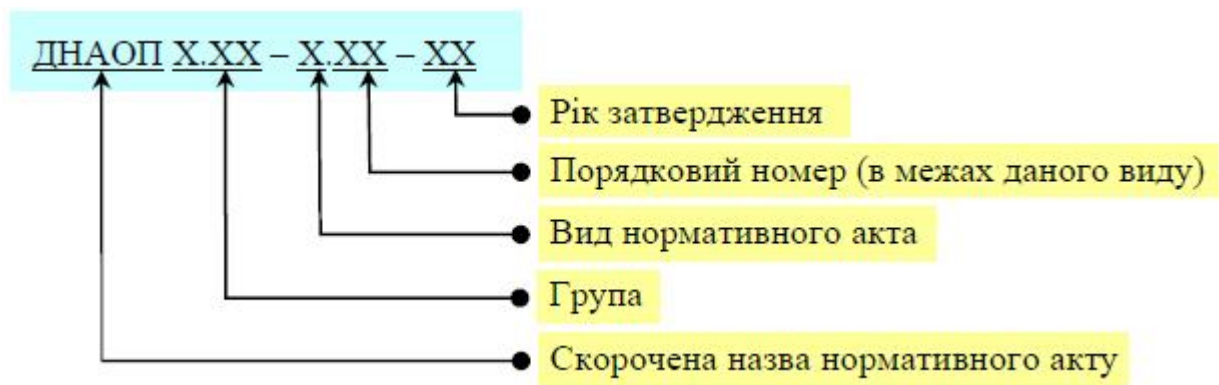 ДНАОП Х.ХХ – Х.ХХ – ХХ
Рік затвердження
Порядковий номер (в межах даного виду)
Вид нормативного акта
Група
Скорочена назва нормативного акту